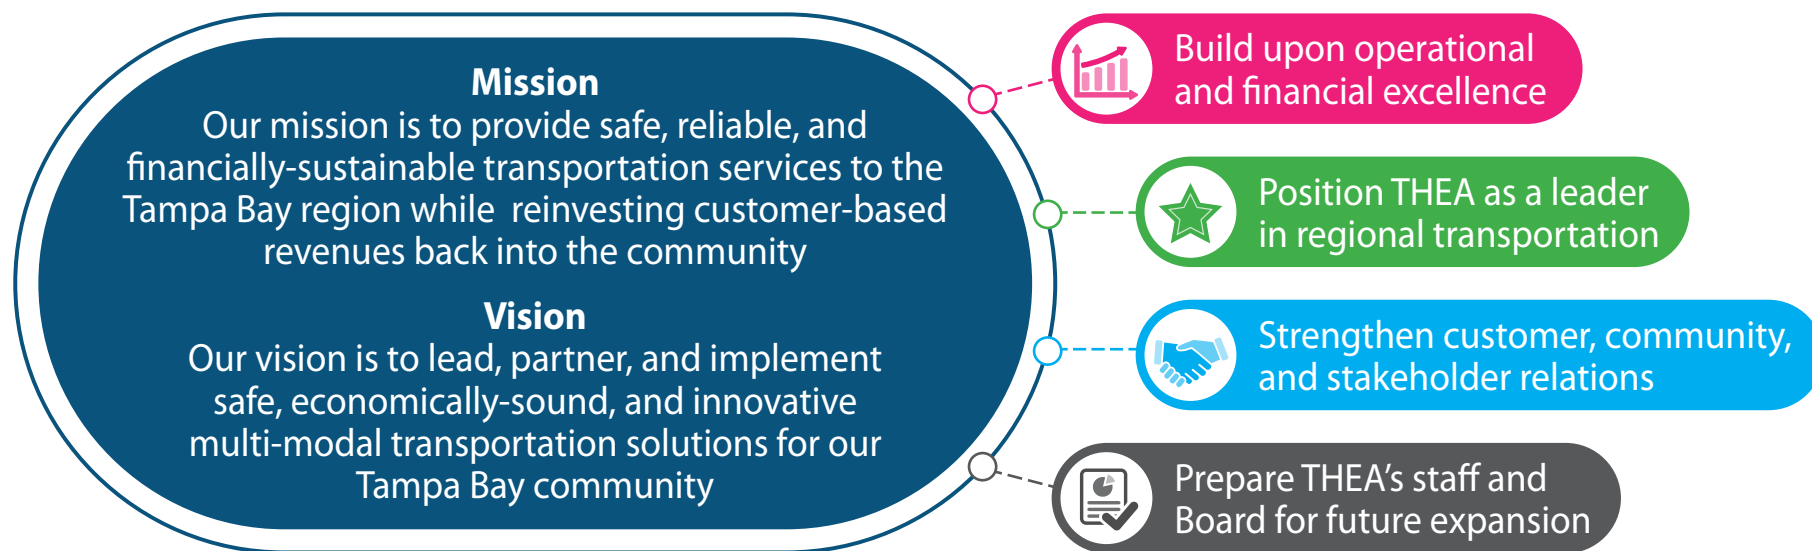 Mission
Our mission is to provide safe, reliable, and
financially-sustainable transportation services to the
Tampa Bay region while reinvesting customer-based
revenues back into the community
Vision
Our vision is to lead, partner, and implement
safe, economically-sound, and innovative
multi-modal transportation solutions for our
Tampa Bay community
Build upon operational
and financial excellence
Position THEA as a leader
in regional transportation
Strengthen customer, community,
and stakeholder relations
Prepare THEA’s staff and
Board for future expansion